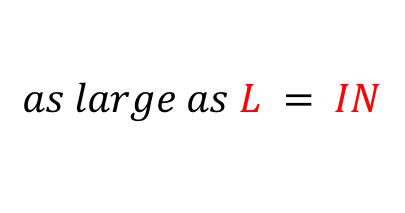 as large as L = IN